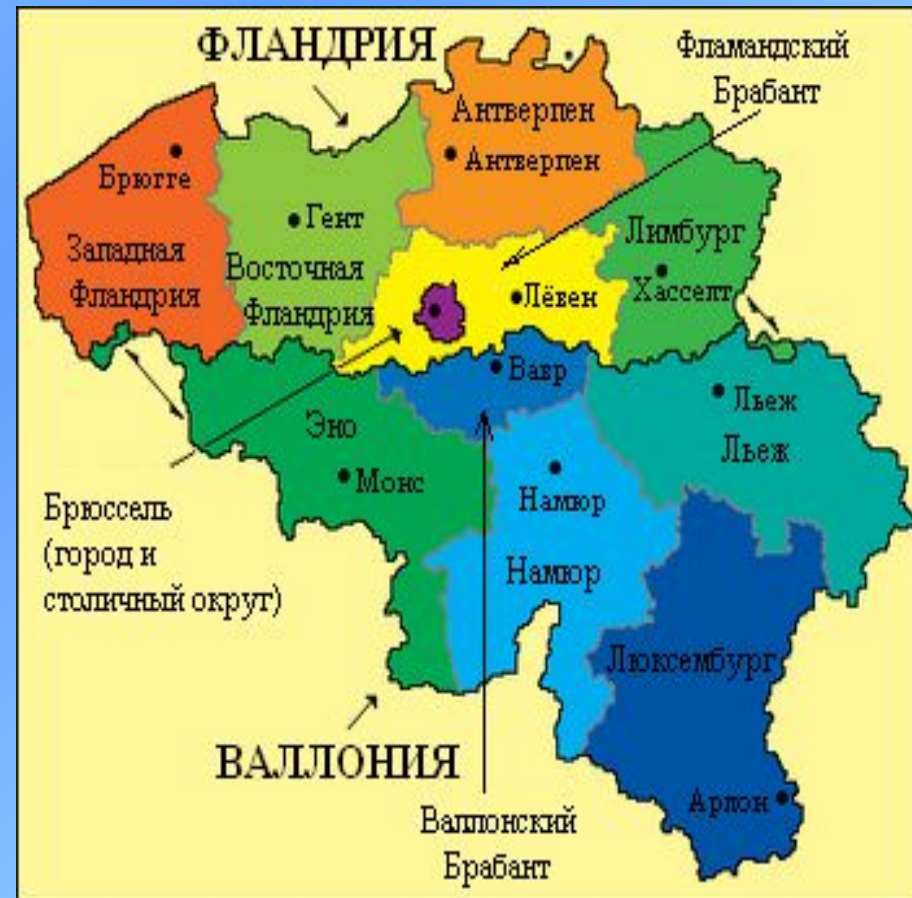 ФЛАНДРИЯ
Фламандский
Брабант
Антверпен
Антверпен
Брюгге
Гент
Западная
Фландрия
Восточная
Фландрия
Лимбург
Хасселт
Лёвен
Вавр
Эно
Монс
Льеж
Льеж
Намюр
Намюр
Брюссель
(город и
столичный округ)
Люксембург
ВАЛЛОНИЯ
Арлон
Валлонский
Брабант